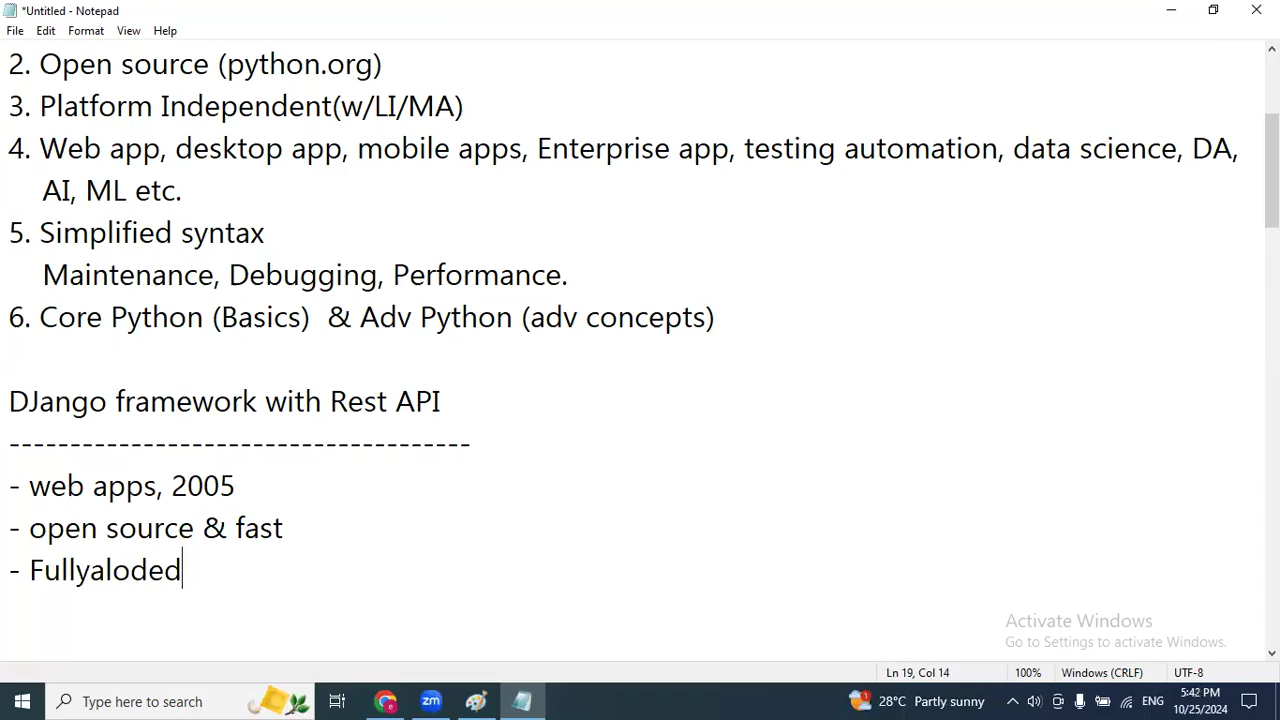 *Untitled - Notepad
File Edit Format View Help
2. Open source (python.org)
3. Platform Independent(w/LI/MA)
4. Web app, desktop app, mobile apps, Enterprise app, testing automation, data science, DA,
AI, ML etc.
5. Simplified syntax
Maintenance, Debugging, Performance.
6. Core Python (Basics)  & Adv Python (adv concepts)
DJango framework with Rest API
-------------------------------------
- web apps, 2005
- open source & fast
- Fullyaloded
Activate Windows
Go to Settings to activate Windows.
Ln 19, Col 14 100% Windows (CRLF) UTF-8
Type here to search zm 28°C Partly sunny ENG 5:42 PM
10/25/2024